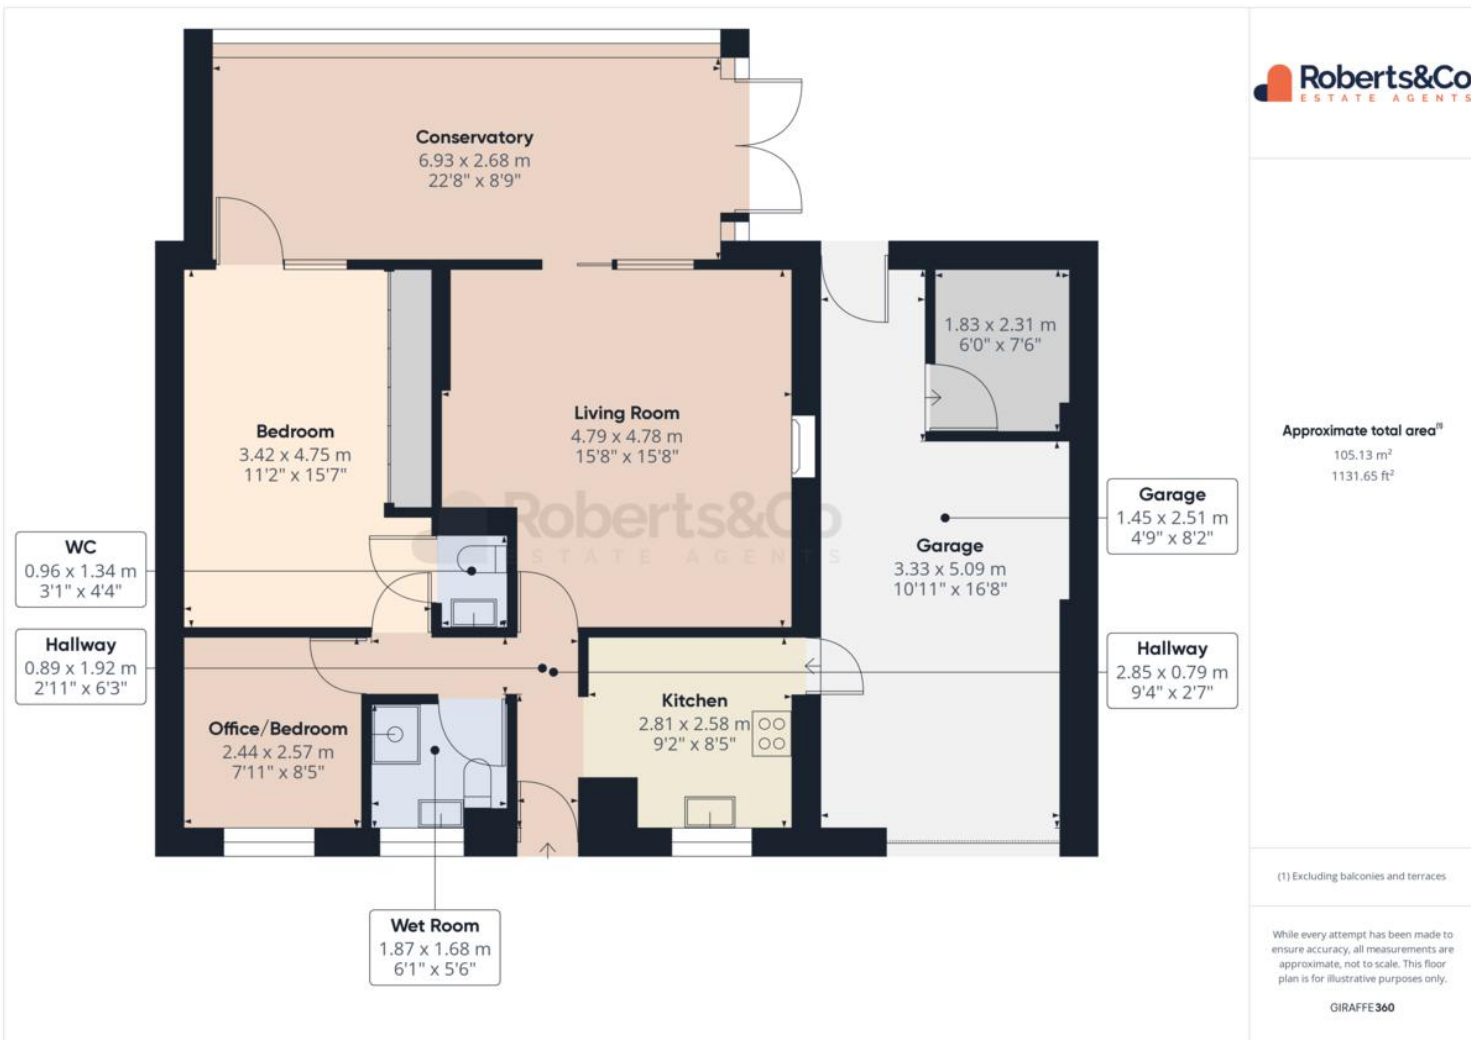 Roberts&Co
ESTATE AGENTS
Conservatory
6.93 x 2.68 m
22'8" x 8'9"
1.83 x 2.31 m
6'0" x 7'6"
Bedroom
3.42 x 4.75 m
11'2" x 15'7"
Living Room
4.79 x 4.78 m
15'8" x 15'8"
Roberts&Co
ESTATE AGENTS
Approximate total area(1)
105.13 m²
1131.65 ft²
Garage
1.45 x 2.51 m
4'9" x 8'2"
Garage
3.33 x 5.09 m
10'11" x 16'8"
WC
0.96 x 1.34 m
3'1" x 4'4"
Hallway
0.89 x 1.92 m
2'11" x 6'3"
Hallway
2.85 x 0.79 m
9'4" x 2'7"
Office/Bedroom
2.44 x 2.57 m
7'11" x 8'5"
Kitchen
2.81 x 2.58 m
9'2" x 8'5"
Wet Room
1.87 x 1.68 m
6'1" x 5'6"
(1) Excluding balconies and terraces
While every attempt has been made to
ensure accuracy, all measurements are
approximate, not to scale. This floor
plan is for illustrative purposes only.
GIRAFFE360